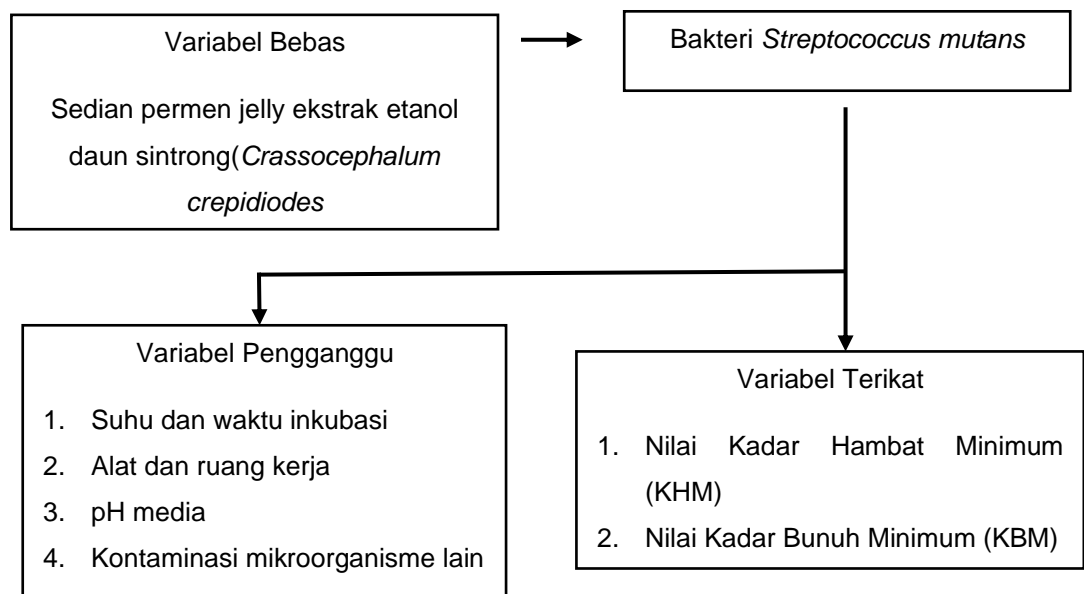 Variabel Bebas
Sedian permen jelly ekstrak etanol
daun sintrong(Crassocephalum
crepidiodes
Bakteri Streptococcus mutans
Variabel Pengganggu
1. Suhu dan waktu inkubasi
2. Alat dan ruang kerja
3. pH media
4. Kontaminasi mikroorganisme lain
Variabel Terikat
1. Nilai Kadar Hambat Minimum
(KHM)
2. Nilai Kadar Bunuh Minimum (KBM)